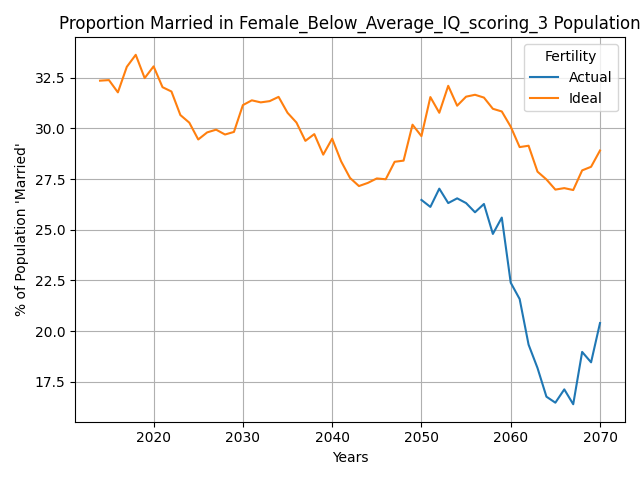 Proportion Married in Female_Below_Average_IQ_scoring_3 Population
Fertility
Actual
Ideal
% of Population 'Married'
32.5
30.0
27.5
25.0
22.5
20.0
17.5
2020 2030 2040 2050 2060 2070
Years